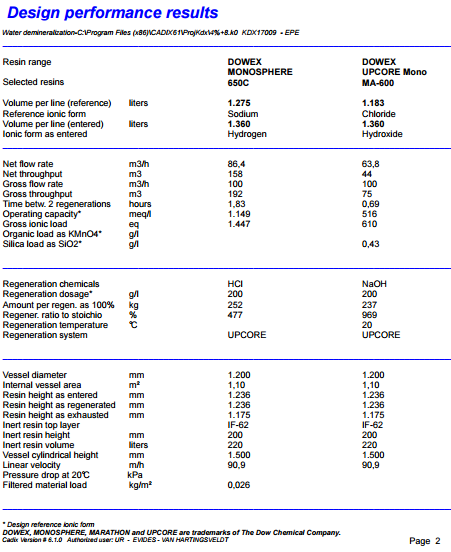 Design performance results
Water demineralization-C:\Program Files (x86)\CADIX61\ProjKdx\4%+8.k0 KDX17009 - EPE
Resin range DOWEX DOWEX
MONOSPHERE UPCORE Mono
Selected resins 650C MA-600
Volume per line (reference) liters 1.275 1.183
Reference ionic form Sodium Chloride
Volume per line (entered) liters 1.360 1.360
Ionic form as entered Hydrogen Hydroxide
Net flow rate m3/h 86,4 63,8
Net throughput m3 158 44
Gross flow rate m3/h 100 100
Gross throughput m3 192 75
Time betw. 2 regenerations hours 1,83 0,69
Operating capacity* meq/l 1.149 516
Gross ionic load eq 1.447 610
Organic load as KMnO4* g/l
Silica load as SiO2* g/l 0,43
Regeneration chemicals HCl NaOH
Regeneration dosage* g/l 200 200
Amount per regen. as 100% kg 252 237
Regener. ratio to stoichio % 477 969
Regeneration temperature °C 20
Regeneration system UPCORE UPCORE
Vessel diameter mm 1.200 1.200
Internal vessel area m² 1,10 1,10
Resin height as entered mm 1.236 1.236
Resin height as regenerated mm 1.236 1.236
Resin height as exhausted mm 1.175 1.175
Inert resin top layer IF-62 IF-62
Inert resin height mm 200 200
Inert resin volume liters 220 220
Vessel cylindrical height mm 1.500 1.500
Linear velocity m/h 90,9 90,9
Pressure drop at 20°C kPa
Filtered material load kg/m² 0,026
* Design reference ionic form
DOWEX, MONOSPHERE, MARATHON and UPCORE are trademarks of The Dow Chemical Company.
Cadix Version # 6.1.0 Authorized user: UR - EVIDES - VAN HARTINGSVELDT
Page 2